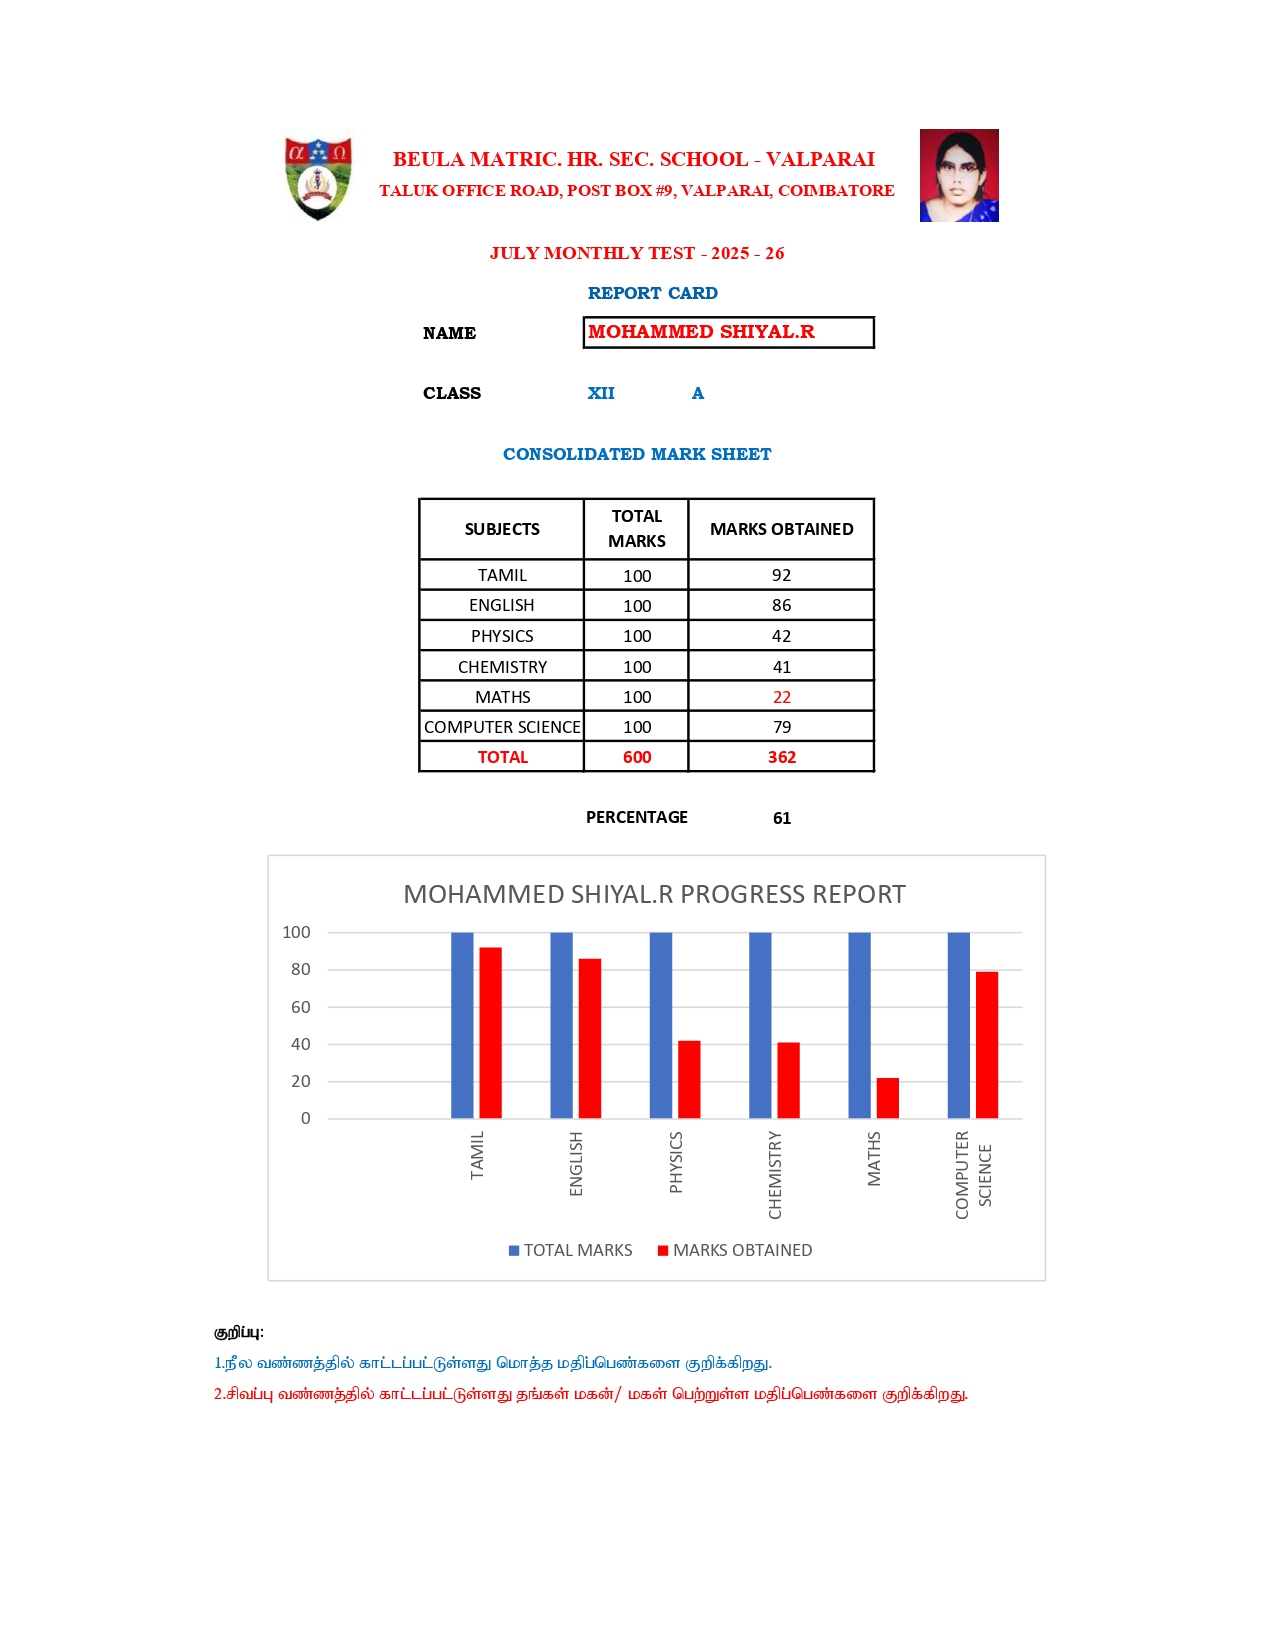 α Ω
BEULA MATRIC. HR. SEC. SCHOOL - VALPARAI
TALUK OFFICE ROAD, POST BOX #9, VALPARAI, COIMBATORE
JULY MONTHLY TEST - 2025 - 26
REPORT CARD
NAME MOHAMMED SHIYAL.R
CLASS XII A
CONSOLIDATED MARK SHEET
SUBJECTS TOTAL MARKS MARKS OBTAINED
TAMIL 100 92
ENGLISH 100 86
PHYSICS 100 42
CHEMISTRY 100 41
MATHS 100 22
COMPUTER SCIENCE 100 79
TOTAL 600 362
PERCENTAGE 61
MOHAMMED SHIYAL.R PROGRESS REPORT
100
80
60
40
20
0
TAMIL ENGLISH PHYSICS CHEMISTRY MATHS COMPUTER SCIENCE
TOTAL MARKS MARKS OBTAINED
குறிப்பு:
1.நீல வண்ணத்தில் காட்டப்பட்டுள்ளது மொத்த மதிப்பெண்களை குறிக்கிறது.
2.சிவப்பு வண்ணத்தில் காட்டப்பட்டுள்ளது தங்கள் மகன்/ மகள் பெற்றுள்ள மதிப்பெண்களை குறிக்கிறது.